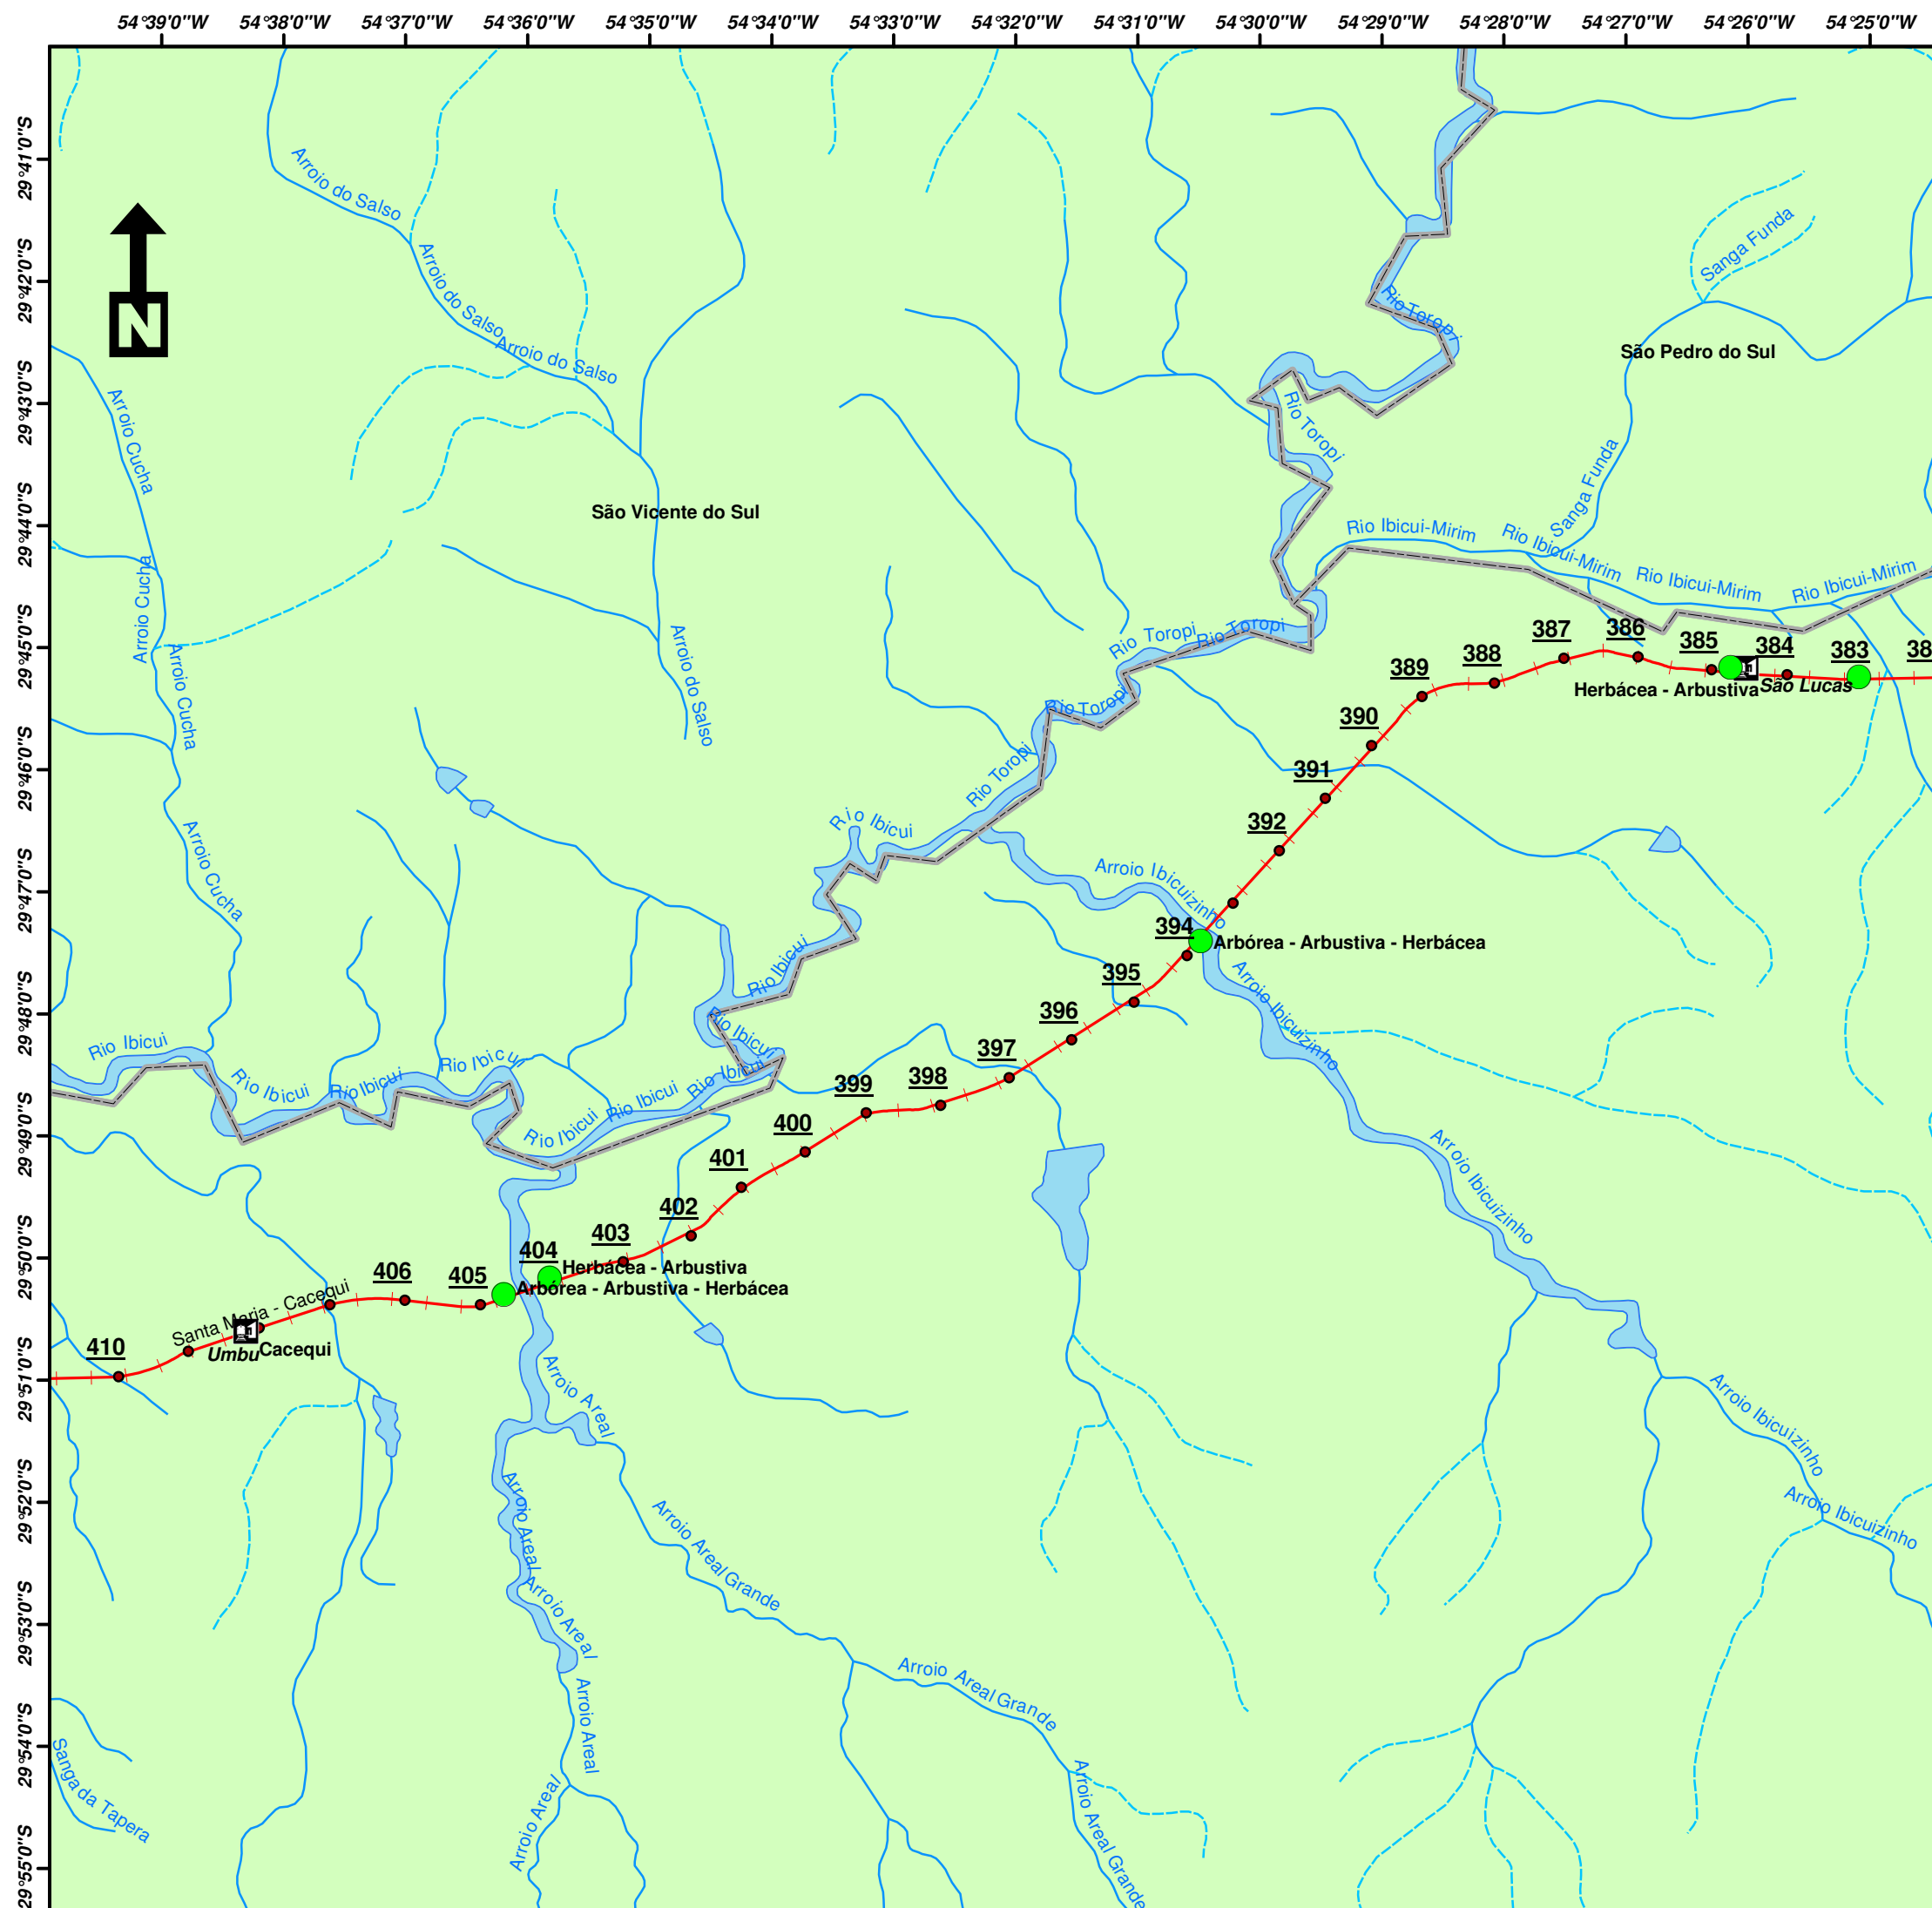 54°39'0"W 54°38'0"W 54°37'0"W 54°36'0"W 54°35'0"W 54°34'0"W 54°33'0"W 54°32'0"W 54°31'0"W 54°30'0"W 54°29'0"W 54°28'0"W 54°27'0"W 54°26'0"W 54°25'0"W
29°41'0"S
29°42'0"S
29°43'0"S
29°44'0"S
29°45'0"S
29°46'0"S
29°47'0"S
29°48'0"S
29°49'0"S
29°50'0"S
29°51'0"S
29°52'0"S
29°53'0"S
29°54'0"S
29°55'0"S
N
Arroio do Salso
Arroio do Salso
Arroio do Salso
Sanga Funda
Rio Toropi
São Pedro do Sul
Arroio Cucha
Rio Toropi
Sanga Funda
São Vicente do Sul
Rio Ibicui-Mirim
Rio Ibicui-Mirim
Rio Ibicui-Mirim
Rio Ibicui-Mirim
Arroio Cucha
Arroio Cucha
Arroio do Salso
Rio Toropi
Rio Toropi
387
386
385
384
383
38
389
388
Herbácea - Arbustiva
São Lucas
Rio Toropi
390
Rio Toropi
391
Rio Ibicui
392
Arroio Cucha
Arroio Ibicuizinho
394
Arbórea - Arbustiva - Herbácea
Rio Ibicui
395
Arroio Ibicuizinho
396
Rio Ibicui
Rio Ibicui
Rio Ibicui
397
Rio Ibicui
Rio Ibicui
Rio Ibicui
Rio Ibicui
399
398
Rio Ibicui
Rio Ibicui
400
401
Arroio Ibicuizinho
402
403
404
Herbácea - Arbustiva
405
406
Arbórea - Arbustiva - Herbácea
Santa Maria - Cacequi
Umbu
Cacequi
410
Arroio Areal
Arroio Ibicuizinho
Arroio Areal
Arroio Areal Grande
Arroio Ibicuizinho
Arroio Areal
Arroio Areal Grande
Arroio Areal
Sanga da Tapera
Arroio Areal
Arroio Areal Grande